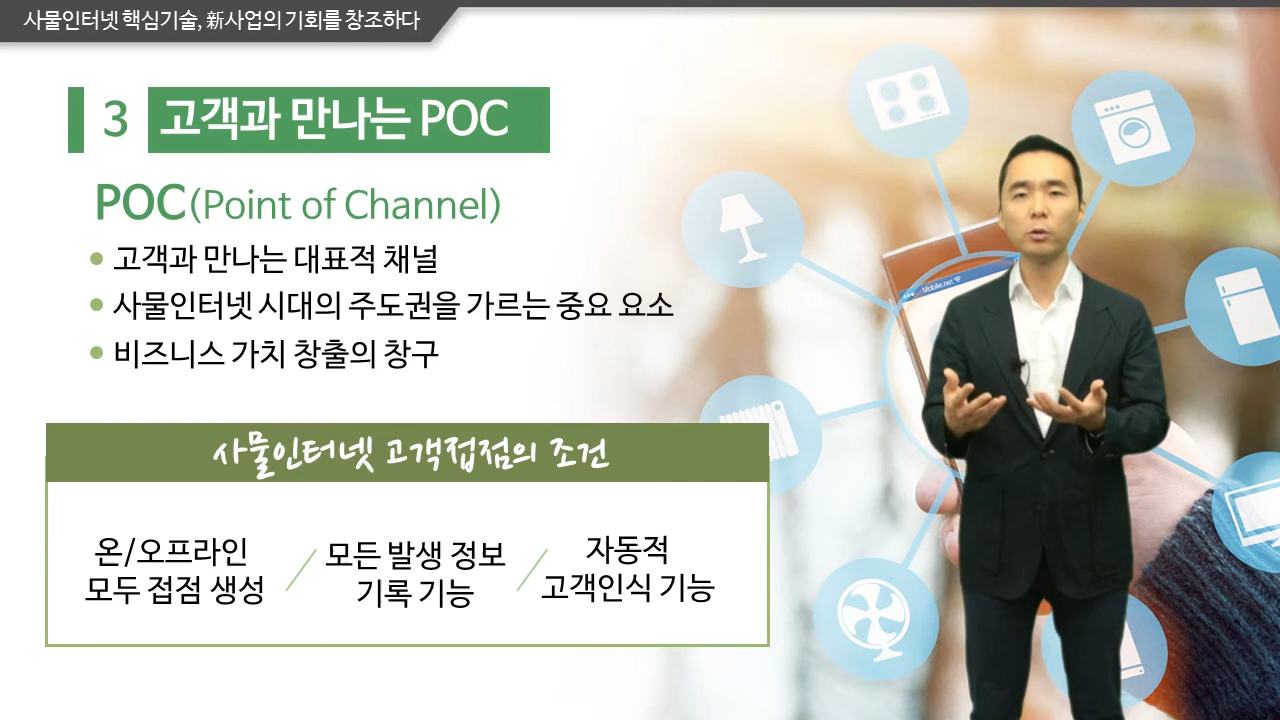 사물인터넷 핵심기술, 新사업의 기회를 창조하다
3 고객과 만나는 POC
POC(Point of Channel)
고객과 만나는 대표적 채널
사물인터넷 시대의 주도권을 가르는 중요 요소
비즈니스 가치 창출의 창구
Mobile.net
사물인터넷 고객접점의 조건
온/오프라인
모두 접점 생성
모든 발생 정보
기록 기능
자동적
고객인식 기능